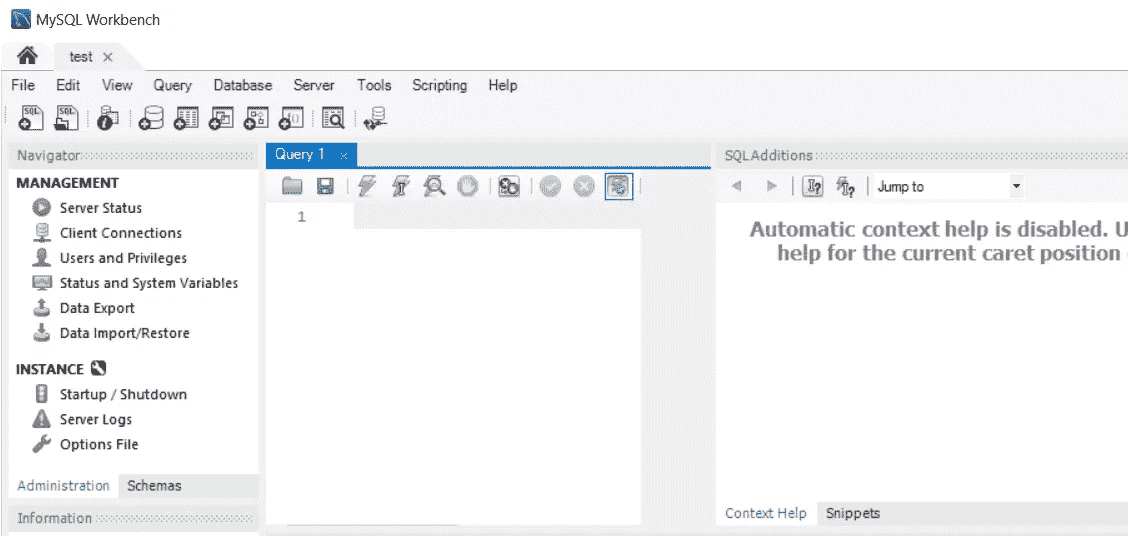 MySQL Workbench
test
File Edit View Query Database Server Tools Scripting Help
SQL SQL
Navigator
MANAGEMENT
Server Status
Client Connections
Users and Privileges
Status and System Variables
Data Export
Data Import/Restore
INSTANCE
Startup / Shutdown
Server Logs
Options File
Administration Schemas
Information
Query 1
1
SQLAdditions
Jump to
Automatic context help is disabled. U
help for the current caret position
Context Help Snippets